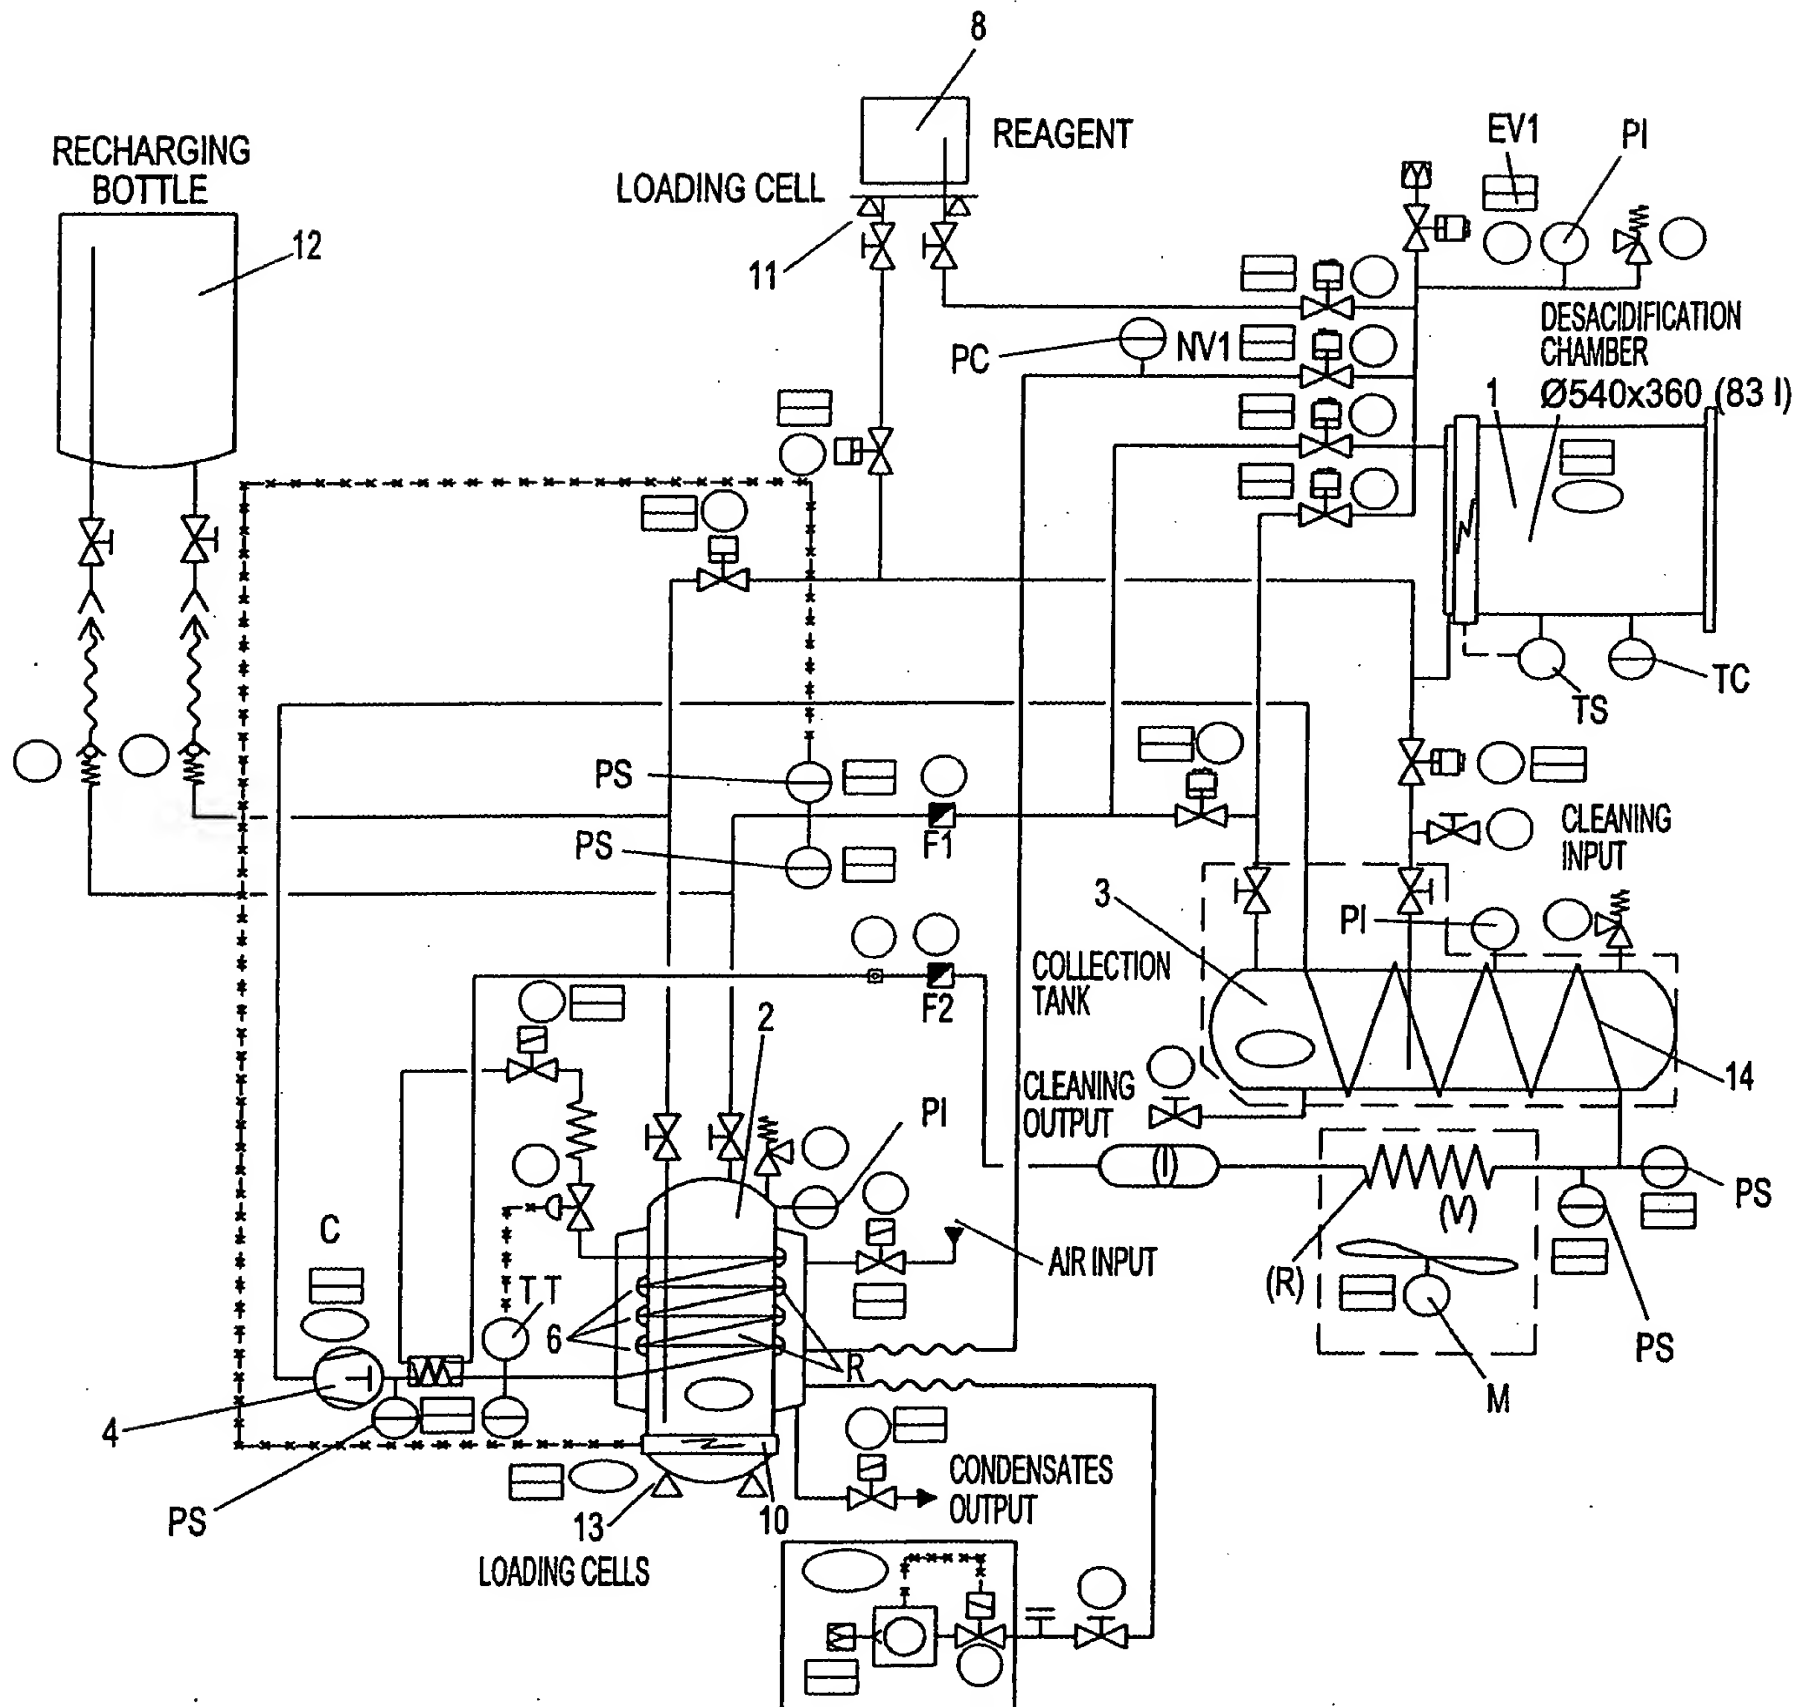 8
REAGENT
EV1
PI
RECHARGING
BOTTLE
LOADING CELL
12
11
DESACIDIFICATION
CHAMBER
Ø540x360 (83 l)
PC
NV1
1
TC
TS
PS
PS
F1
CLEANING
INPUT
3
PI
COLLECTION
TANK
F2
2
14
CLEANING
OUTPUT
PI
(I)
PS
(V)
C
AIR INPUT
(R)
TT
6
R
PS
M
4
CONDENSATES
OUTPUT
PS
13
10
LOADING CELLS